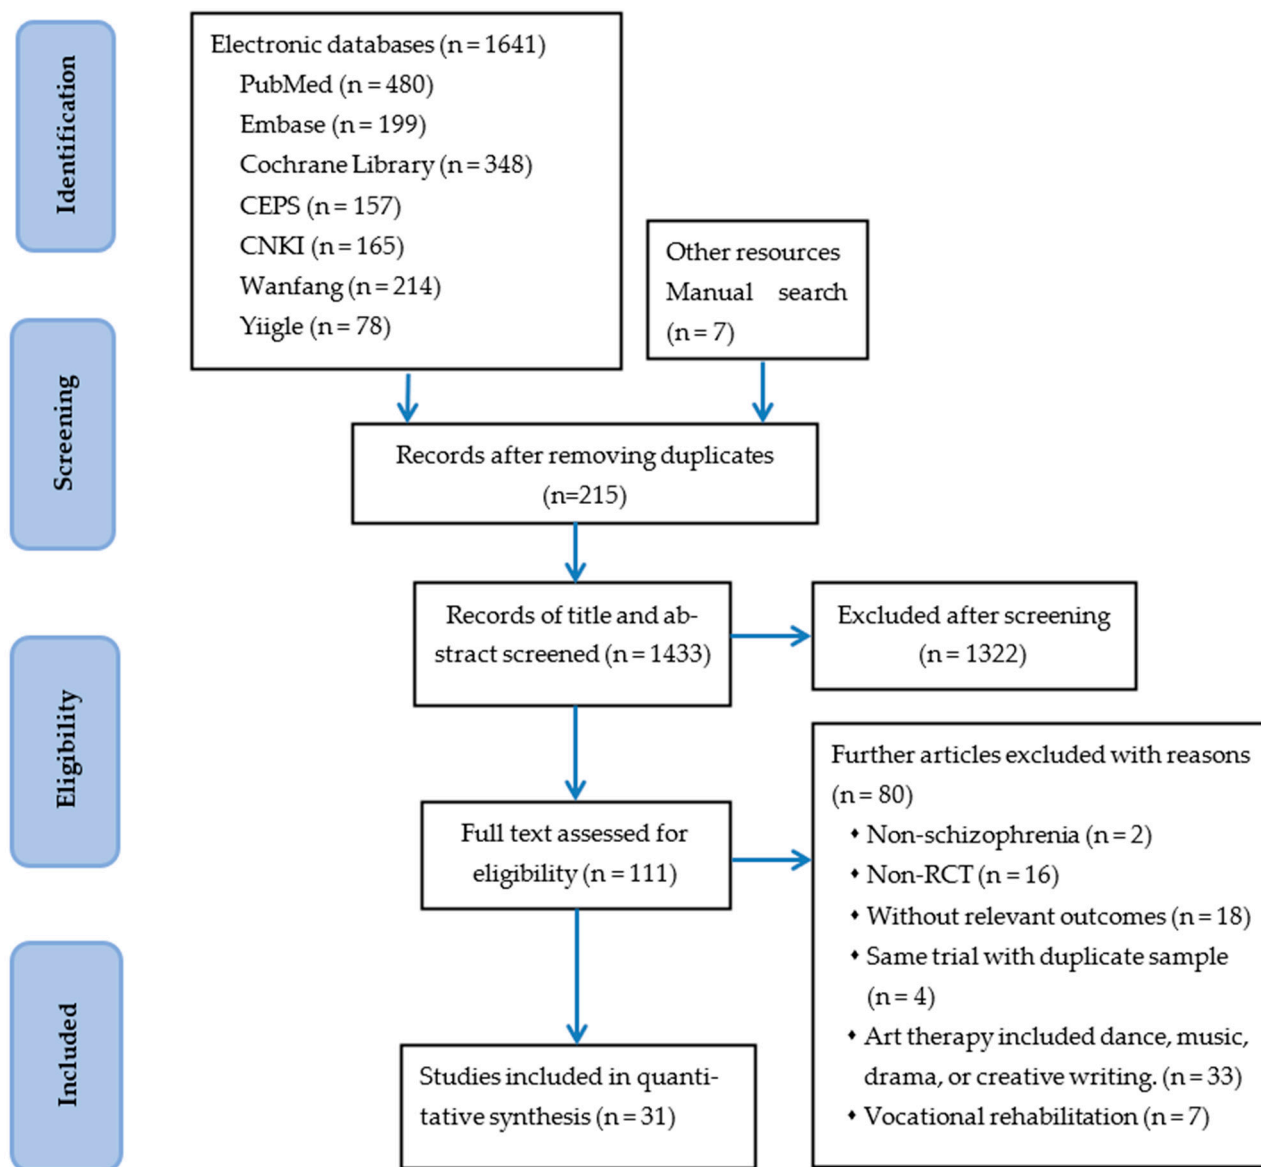 Identification
Electronic databases (n = 1641)
PubMed (n = 480)
Embase (n = 199)
Cochrane Library (n = 348)
CEPS (n = 157)
CNKI (n = 165)
Wanfang (n = 214)
Yiigle (n = 78)
Other resources
Manual search
(n = 7)
Screening
Records after removing duplicates
(n=215)
Records of title and ab-
stract screened (n = 1433)
Excluded after screening
(n = 1322)
Eligibility
Full text assessed for
eligibility (n = 111)
Further articles excluded with reasons
(n = 80)
• Non-schizophrenia (n = 2)
• Non-RCT (n = 16)
• Without relevant outcomes (n = 18)
• Same trial with duplicate sample
(n = 4)
• Art therapy included dance, music,
drama, or creative writing. (n = 33)
• Vocational rehabilitation (n = 7)
Included
Studies included in quanti-
tative synthesis (n = 31)